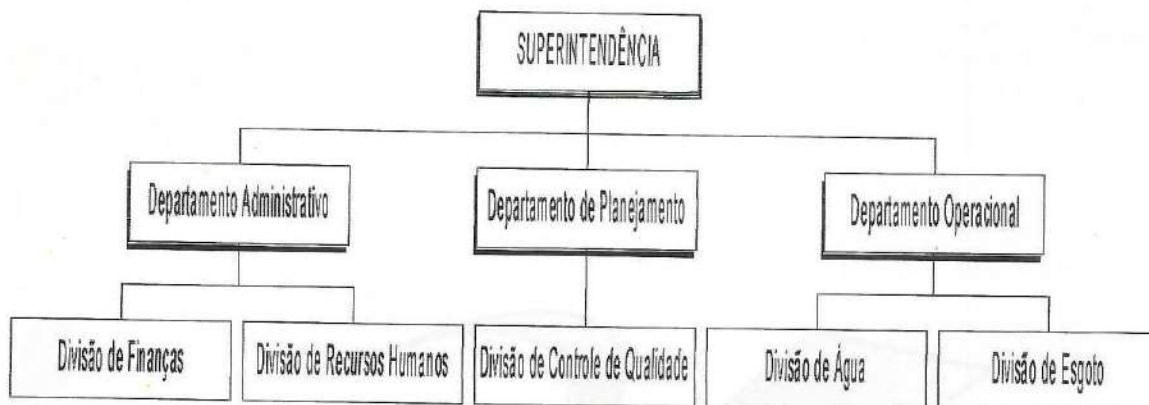 SUPERINTENDÊNCIA
Departamento Administrativo
Departamento de Planejamento
Departamento Operacional
Divisão de Finanças
Divisão de Recursos Humanos
Divisão de Controle de Qualidade
Divisão de Água
Divisão de Esgoto